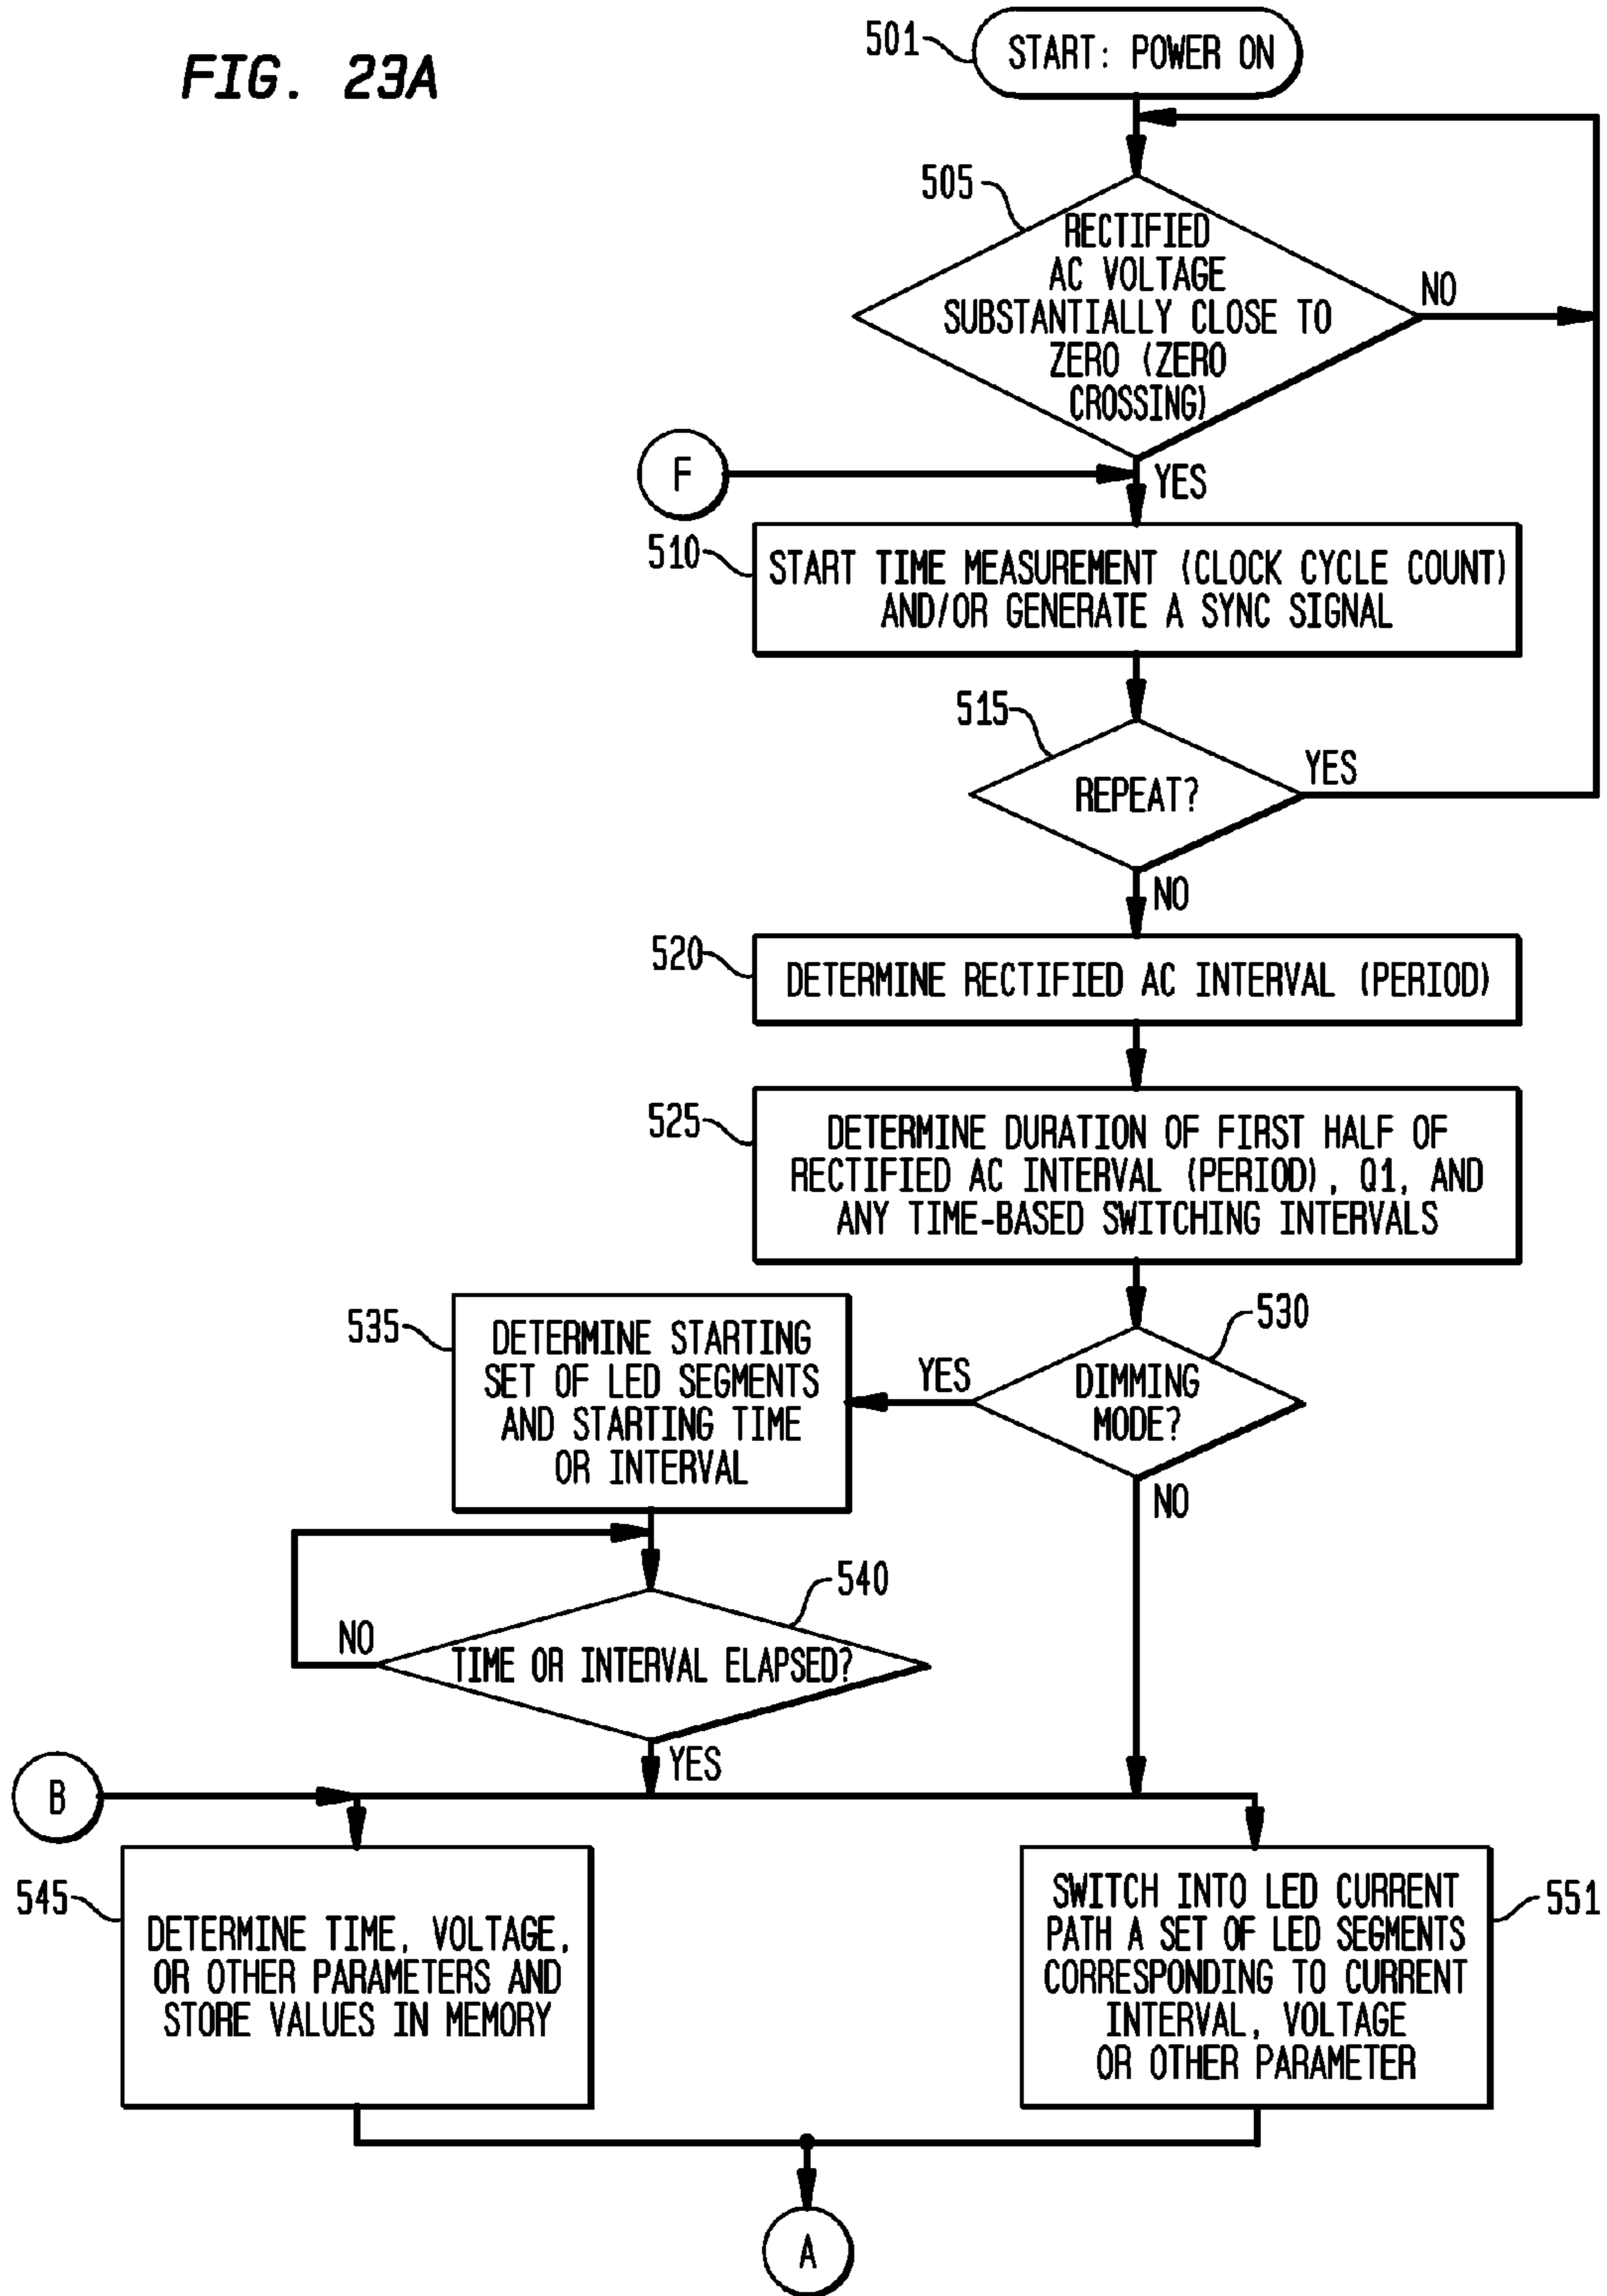 FIG. 23A
501
START: POWER ON
505
RECTIFIED
AC VOLTAGE
SUBSTANTIALLY CLOSE TO
ZERO (ZERO
CROSSING)
NO
F
YES
510
START TIME MEASUREMENT (CLOCK CYCLE COUNT)
AND/OR GENERATE A SYNC SIGNAL
515
REPEAT?
YES
NO
520
DETERMINE RECTIFIED AC INTERVAL (PERIOD)
525
DETERMINE DURATION OF FIRST HALF OF
RECTIFIED AC INTERVAL (PERIOD), Q1, AND
ANY TIME-BASED SWITCHING INTERVALS
530
DIMMING
MODE?
YES
NO
535
DETERMINE STARTING
SET OF LED SEGMENTS
AND STARTING TIME
OR INTERVAL
540
TIME OR INTERVAL ELAPSED?
NO
YES
B
545
DETERMINE TIME, VOLTAGE,
OR OTHER PARAMETERS AND
STORE VALUES IN MEMORY
551
SWITCH INTO LED CURRENT
PATH A SET OF LED SEGMENTS
CORRESPONDING TO CURRENT
INTERVAL, VOLTAGE
OR OTHER PARAMETER
A